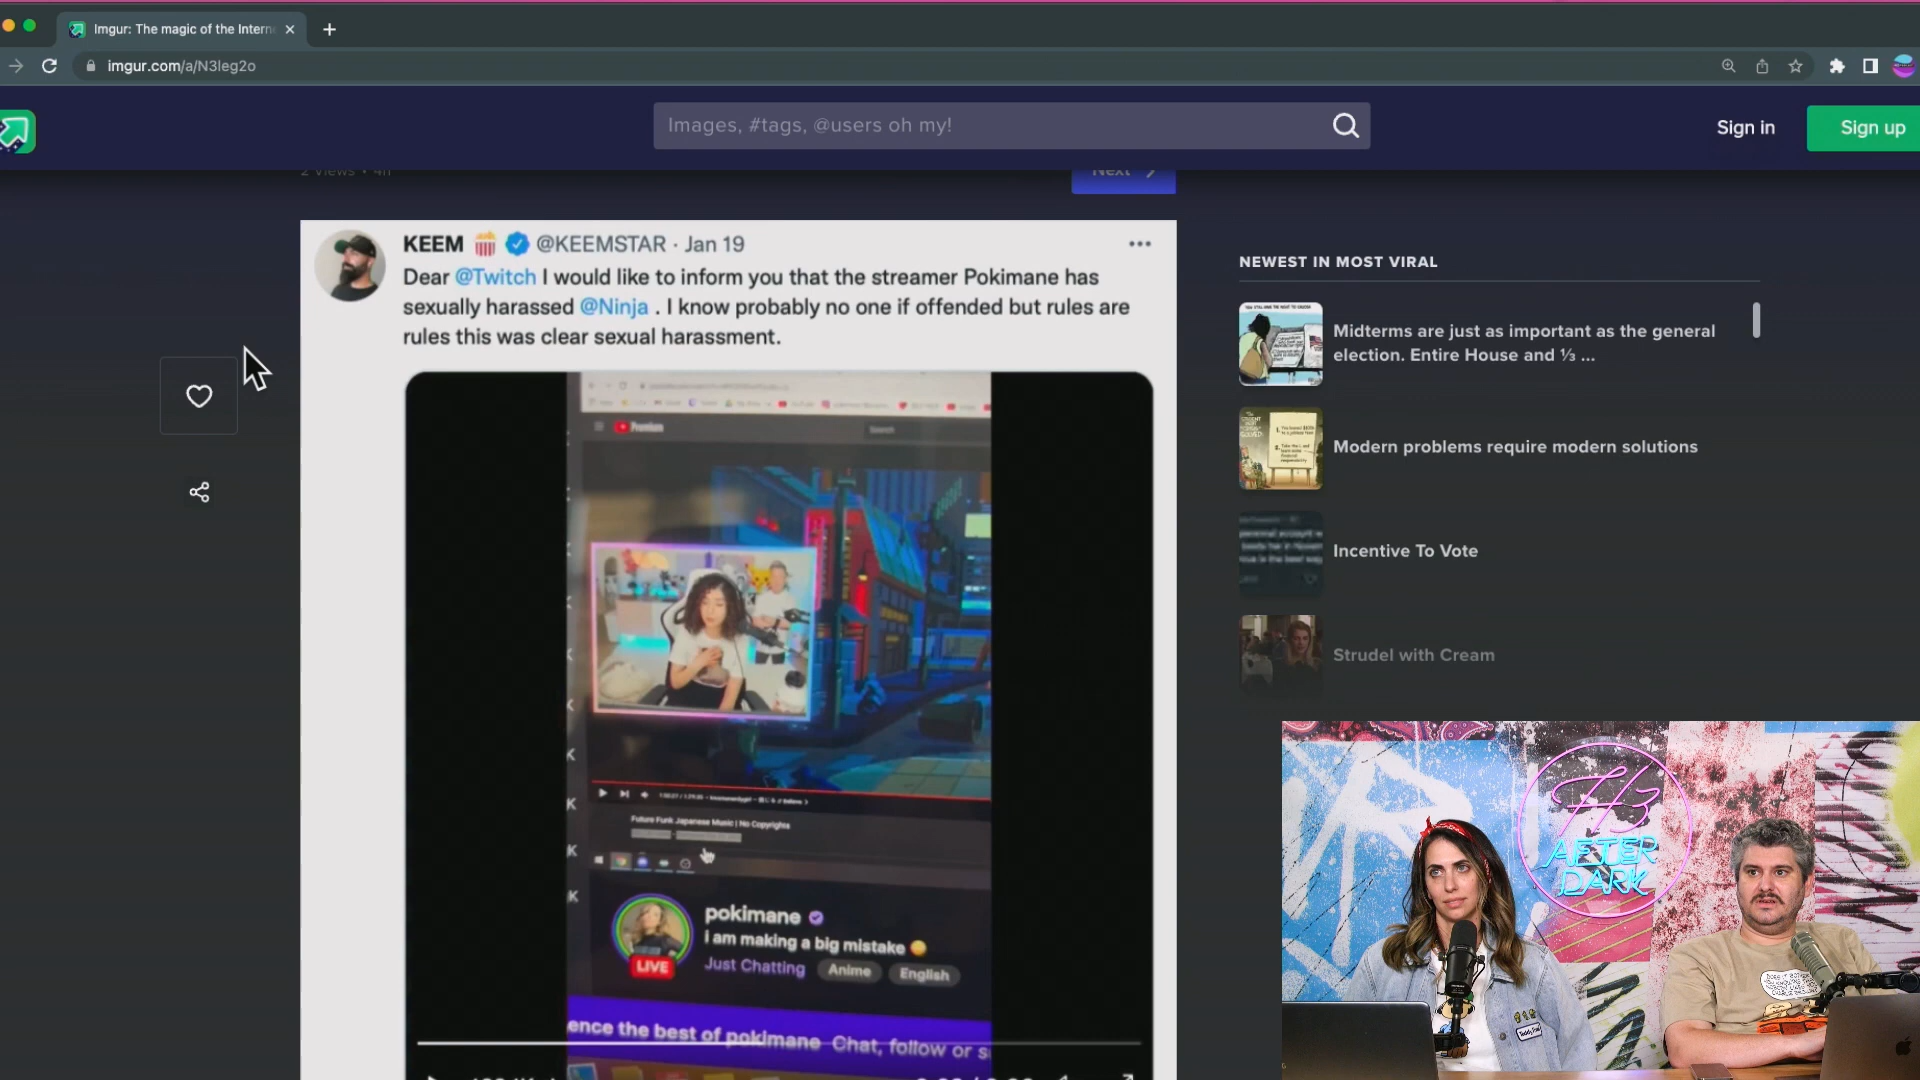 Imgur: The magic of the Intern
imgur.com/a/N3leg2o
Images, #tags, @users oh my!
Sign in
Sign up
2 Views • 4h
Next
KEEM @KEEMSTAR · Jan 19
Dear @Twitch I would like to inform you that the streamer Pokimane has
sexually harassed @Ninja . I know probably no one if offended but rules are
rules this was clear sexual harassment.
Premium
Search
Future Funk Japanese Music | No Copyrights
pokimane
I am making a big mistake
LIVE
Just Chatting Anime English
ence the best of pokimane Chat, follow or s
NEWEST IN MOST VIRAL
Midterms are just as important as the general
election. Entire House and ⅓ ...
Modern problems require modern solutions
Incentive To Vote
Strudel with Cream
H3
AFTER
DARK